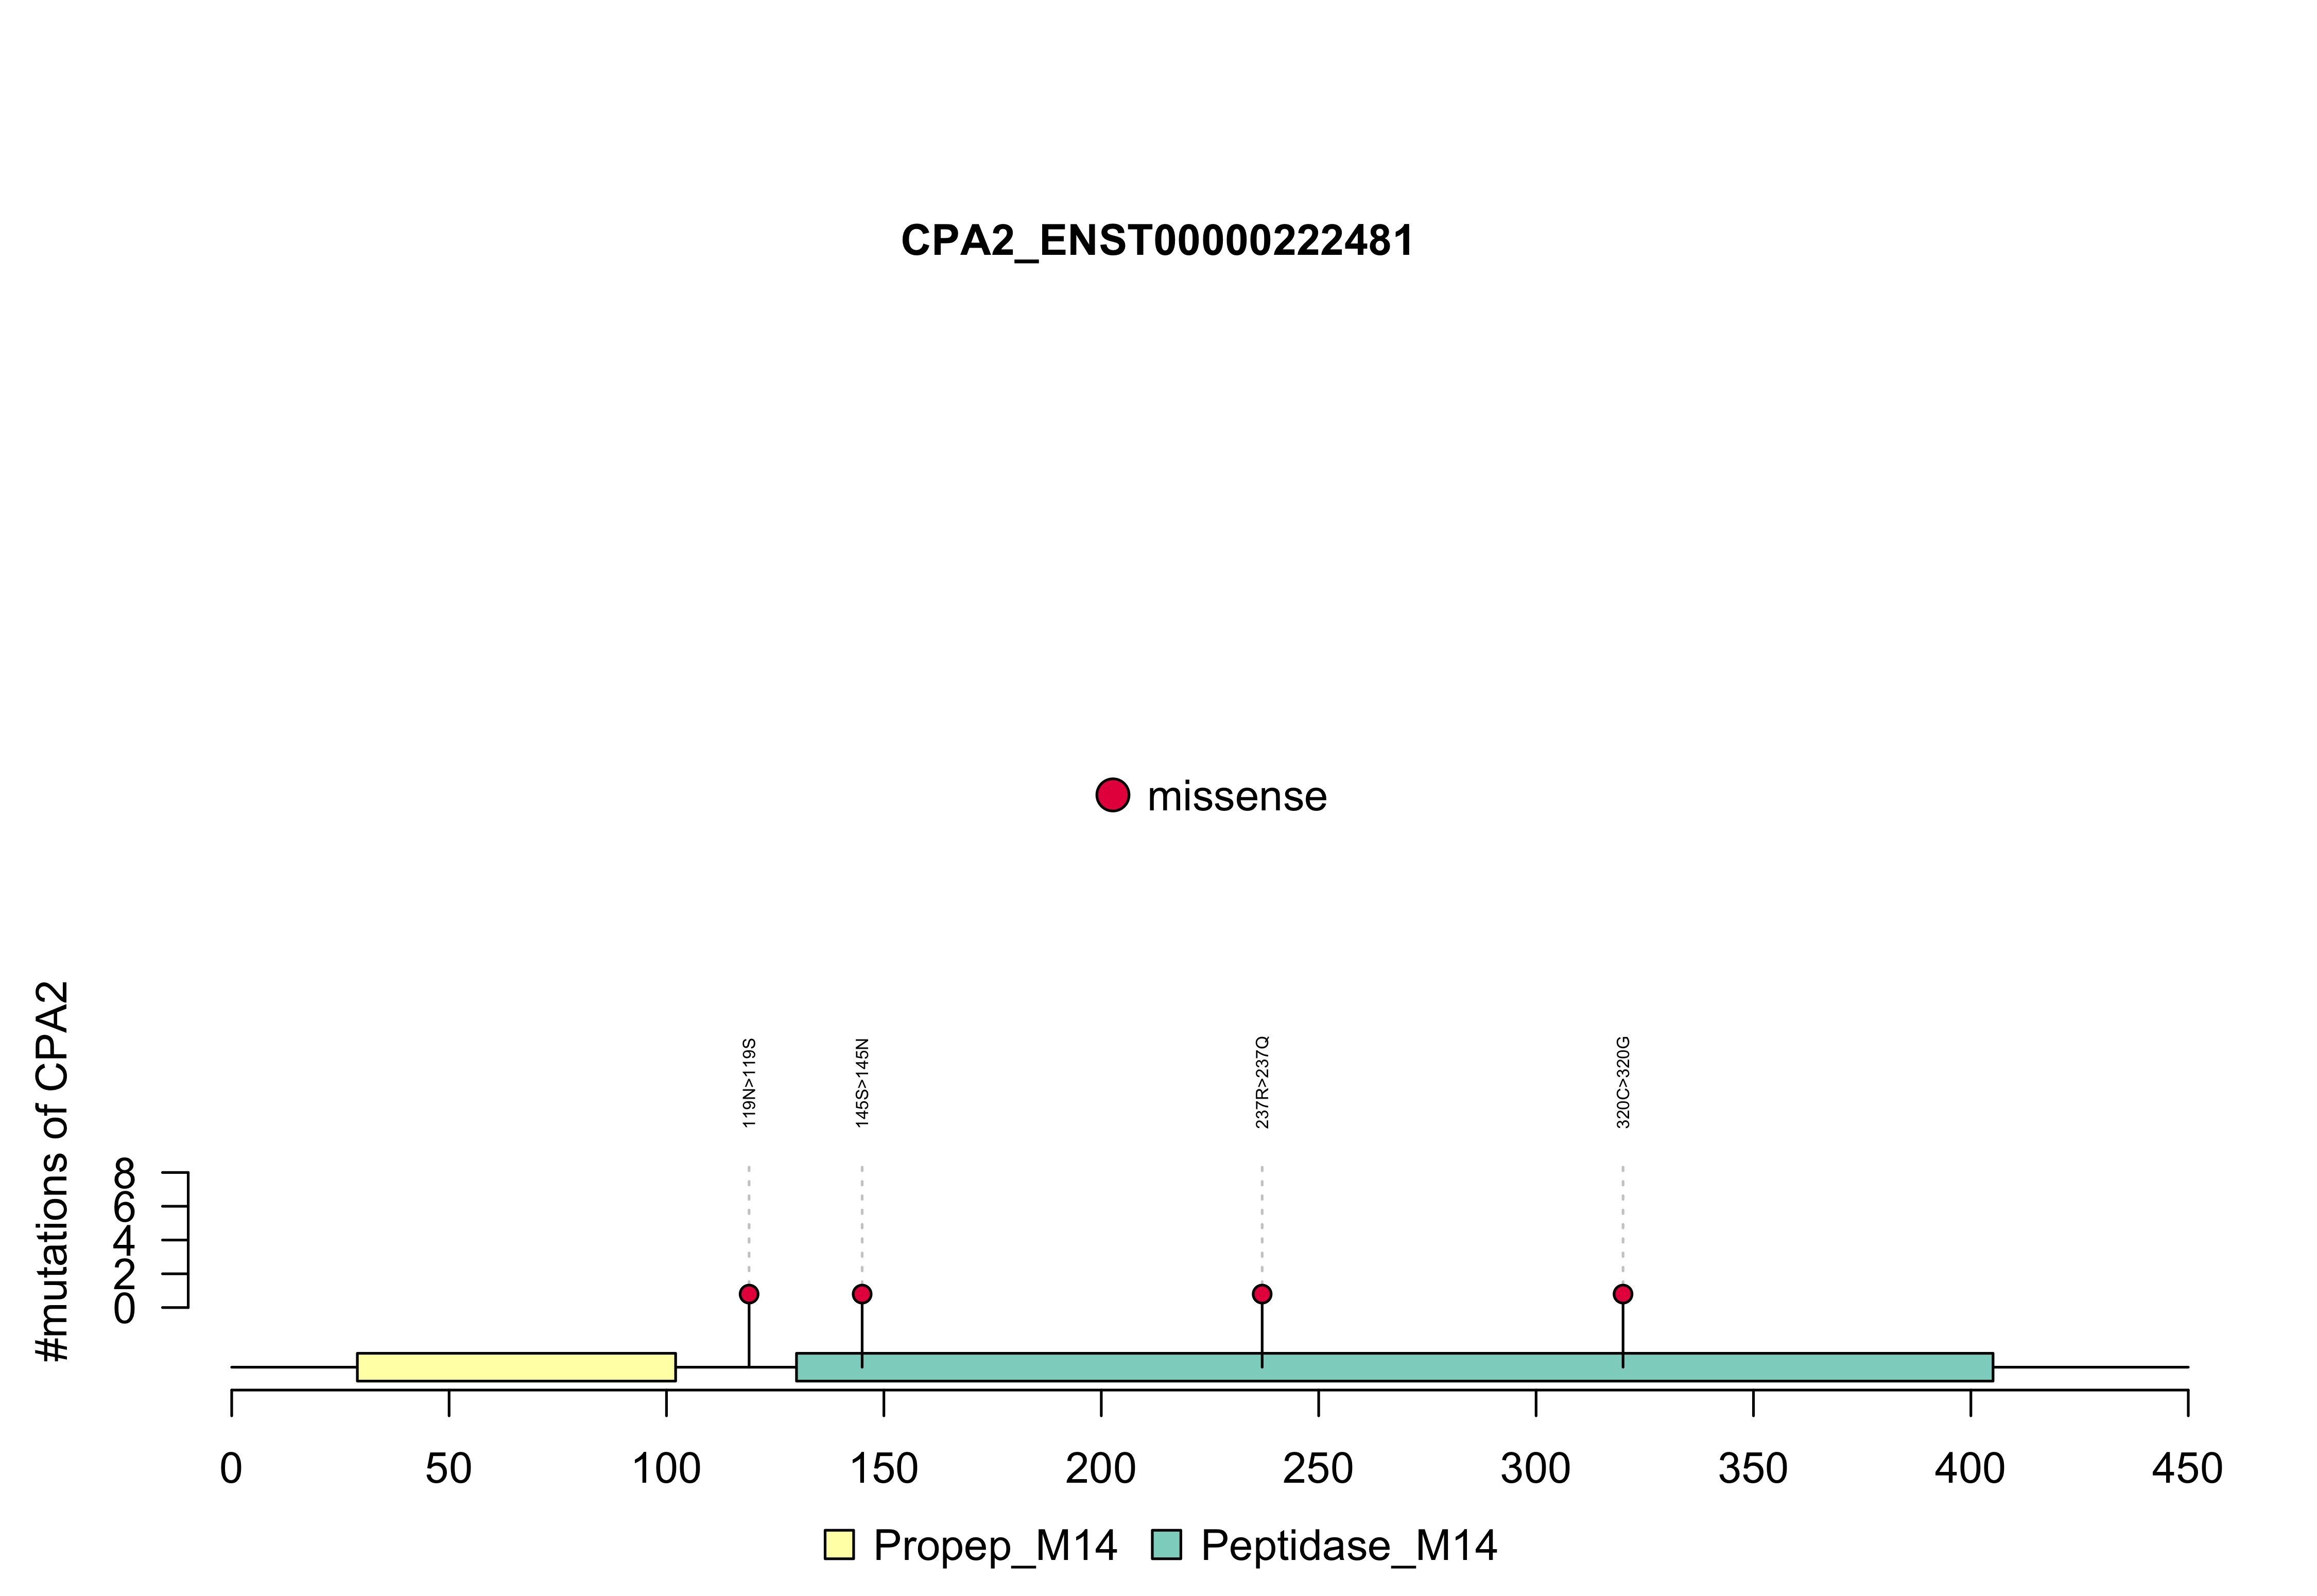 CPA2_ENST00000222481
missense
#mutations of CPA2
119N>119S
145S>145N
237R>237Q
320C>320G
8
6
4
2
0
0 50 100 150 200 250 300 350 400 450
Propep_M14 Peptidase_M14